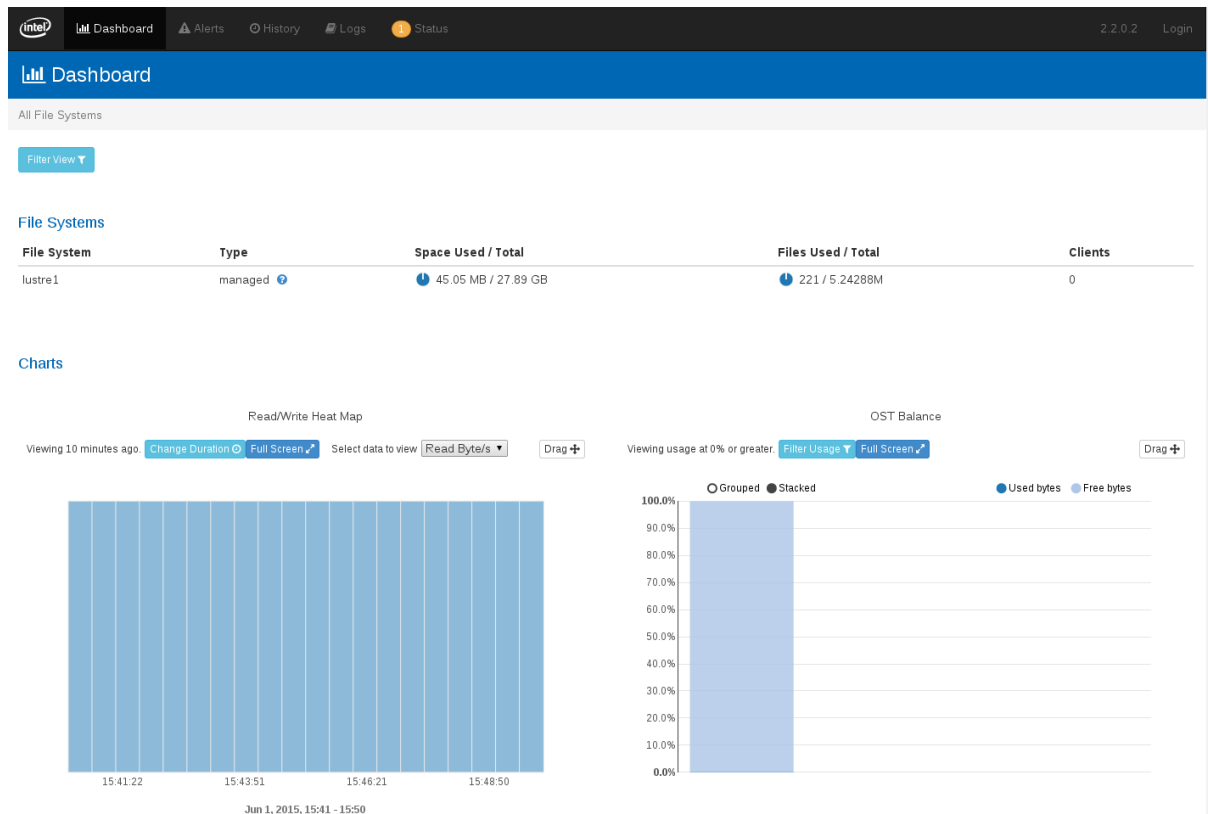 intel Dashboard Alerts History Logs 1 Status 2.2.0.2 Login
Dashboard
All File Systems
Filter View
File Systems
File System Type Space Used / Total Files Used / Total Clients
lustre1 managed ? 45.05 MB / 27.89 GB 221 / 5.24288M 0
Charts
Read/Write Heat Map
Viewing 10 minutes ago. Change Duration Full Screen Select data to view Read Byte/s Drag
15:41:22 15:43:51 15:46:21 15:48:50
Jun 1, 2015, 15:41 - 15:50
OST Balance
Viewing usage at 0% or greater. Filter Usage Full Screen Drag
Grouped Stacked Used bytes Free bytes
100.0%
90.0%
80.0%
70.0%
60.0%
50.0%
40.0%
30.0%
20.0%
10.0%
0.0%